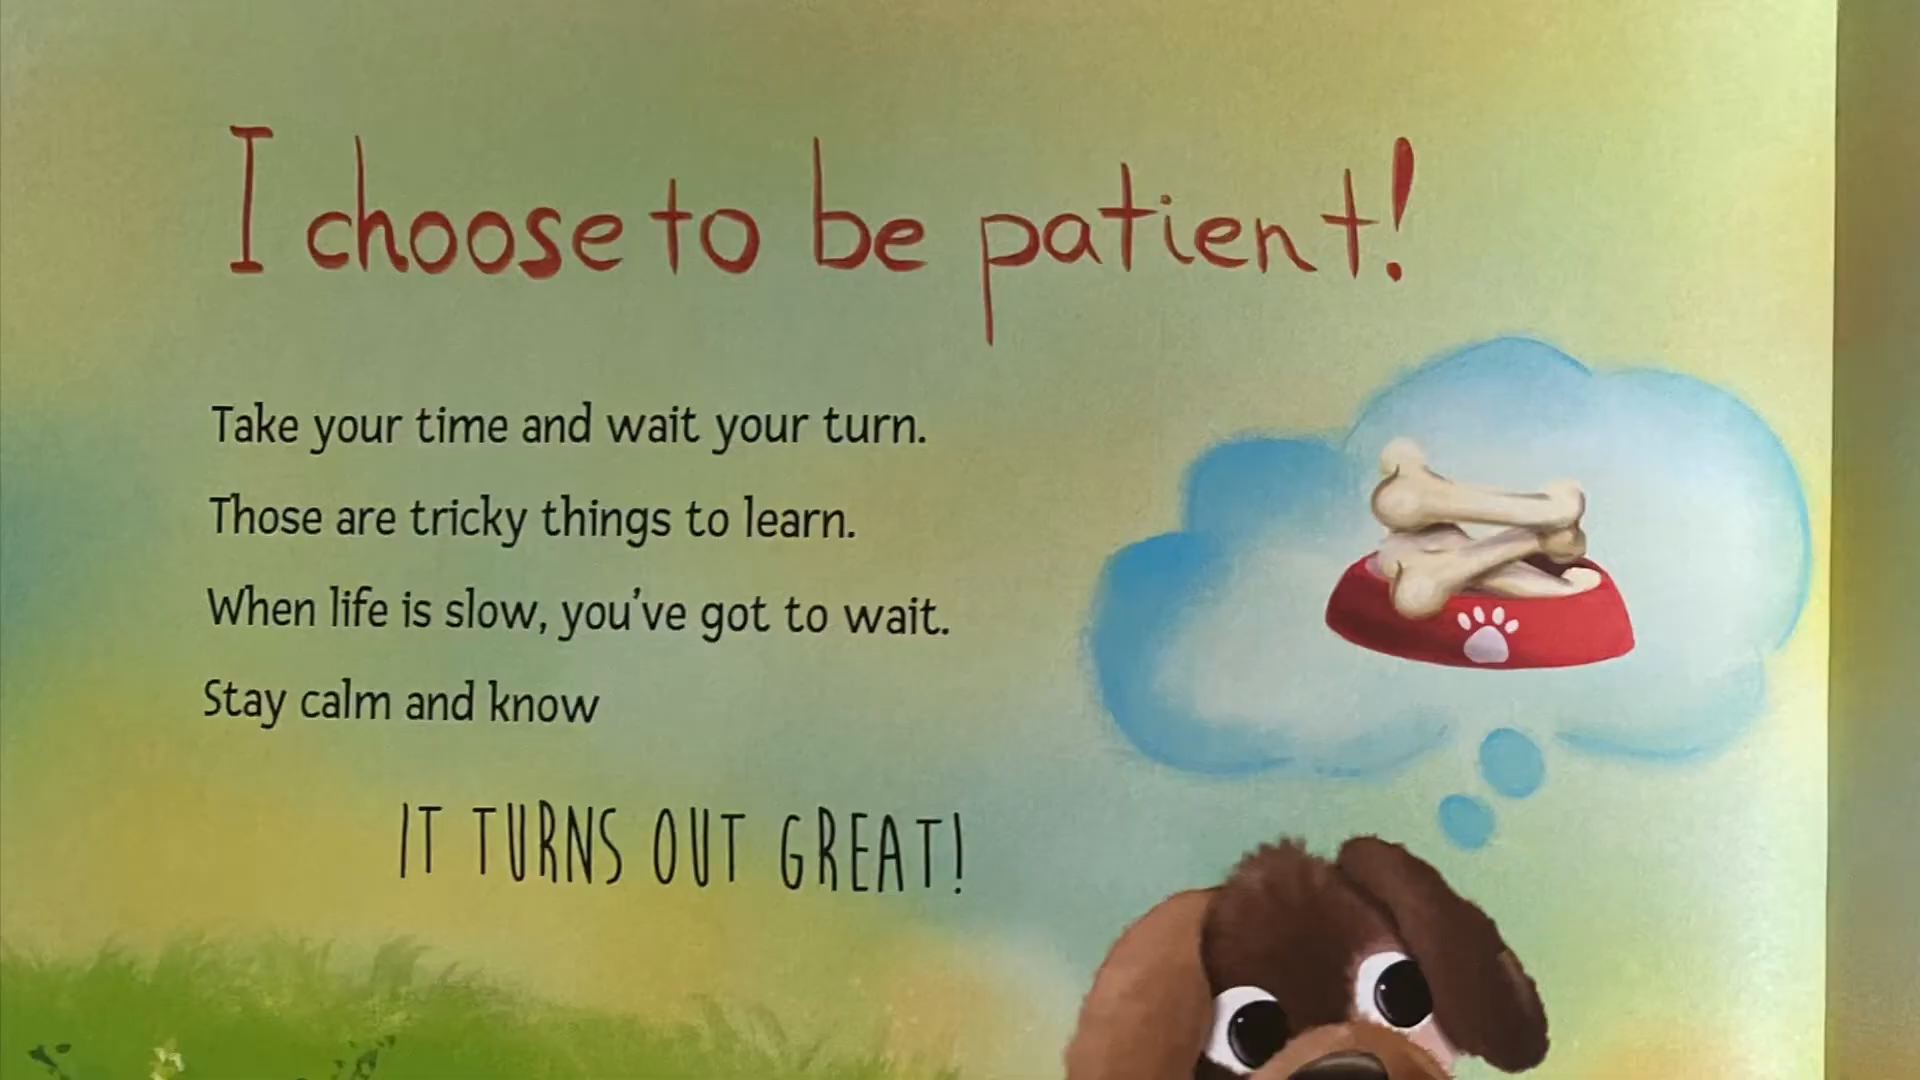 I choose to be patient!
Take your time and wait your turn.
Those are tricky things to learn.
When life is slow, you've got to wait.
Stay calm and know
IT TURNS OUT GREAT!